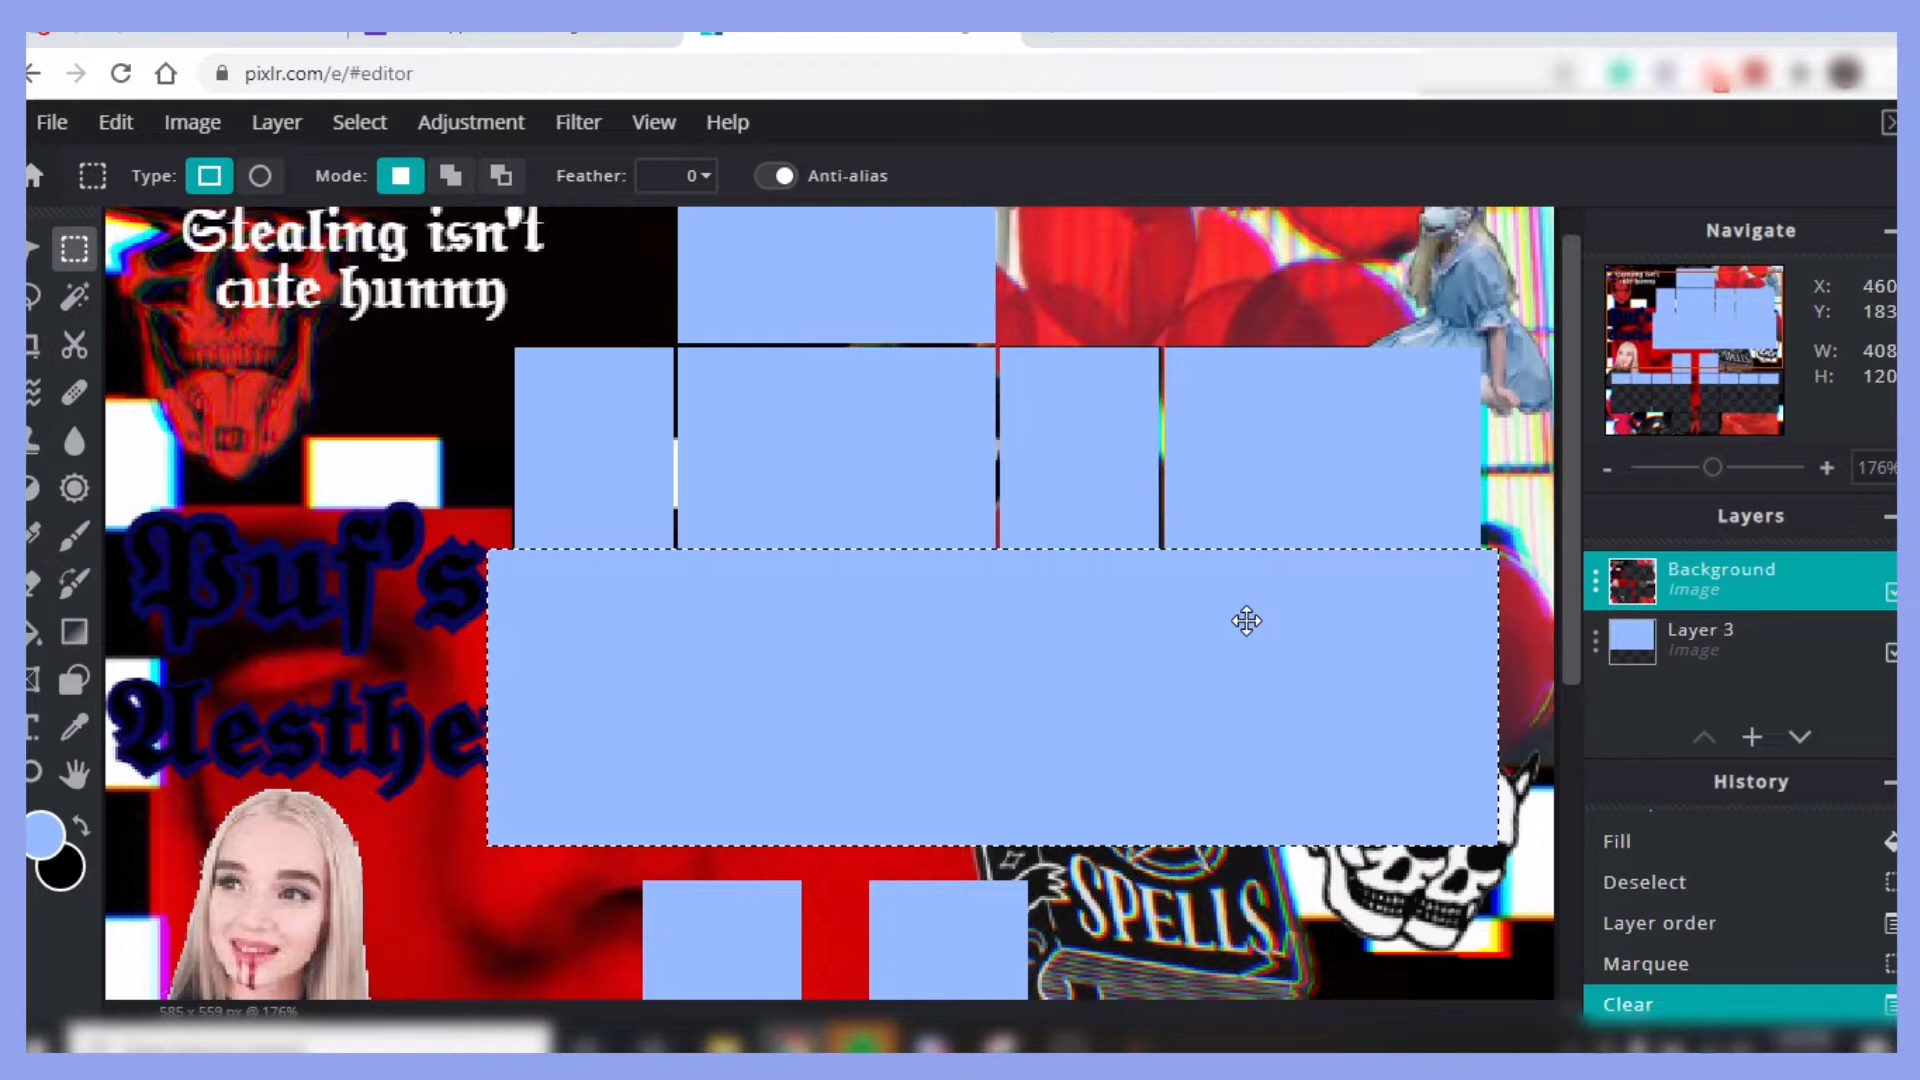 pixlr.com/e/#editor
File Edit Image Layer Select Adjustment Filter View Help
Type: Mode: Feather: 0 Anti-alias
Stealing isn't
cute hunny
Puf's
Aesthe
SPELLS
585 x 559 px @ 176%
Navigate
X: 460
Y: 183
W: 408
H: 120
- + 176%
Layers
Background
Image
Layer 3
Image
History
Fill
Deselect
Layer order
Marquee
Clear